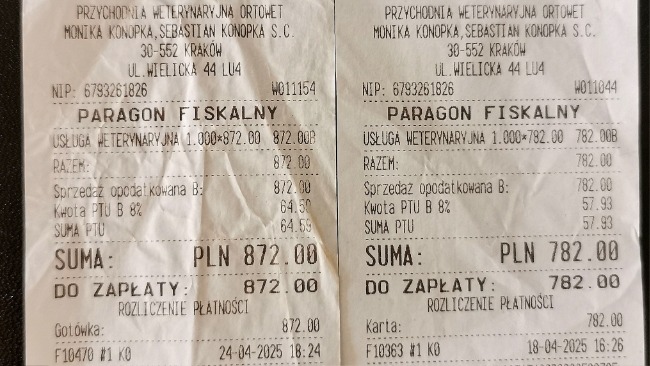 PRZYCHODNIA WETERYNARYJNA ORTOWET
MONIKA KONOPKA,SEBASTIAN KONOPKA S.C.
30-552 KRAKÓW
UL.WIELICKA 44 LU4
NIP: 6793261826 W011154
PARAGON FISKALNY
USŁUGA WETERYNARYJNA 1.000*872.00 872.00B
RAZEM: 872.00
Sprzedaż opodatkowana B: 872.00
Kwota PTU B 8% 64.59
SUMA PTU 64.59
SUMA: PLN 872.00
DO ZAPŁATY: 872.00
ROZLICZENIE PŁATNOŚCI
Gotówka: 872.00
F10470 #1 K0 24-04-2025 16:24
PRZYCHODNIA WETERYNARYJNA ORTOWET
MONIKA KONOPKA,SEBASTIAN KONOPKA S.C.
30-552 KRAKÓW
UL.WIELICKA 44 LU4
NIP: 6793261826 W011044
PARAGON FISKALNY
USŁUGA WETERYNARYJNA 1.000*782.00 782.00B
RAZEM: 782.00
Sprzedaż opodatkowana B: 782.00
Kwota PTU B 8% 57.93
SUMA PTU 57.93
SUMA: PLN 782.00
DO ZAPŁATY: 782.00
ROZLICZENIE PŁATNOŚCI
Karta: 782.00
F10363 #1 K0 18-04-2025 16:26